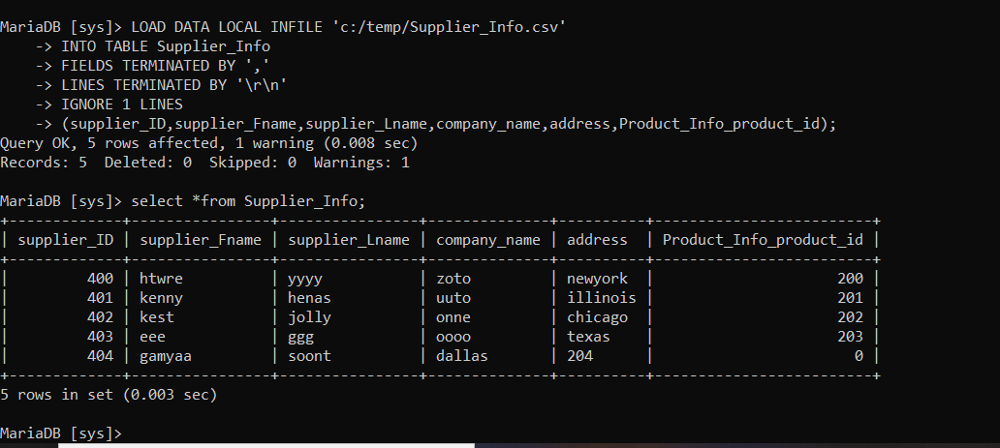 MariaDB [sys]> LOAD DATA LOCAL INFILE 'c:/temp/Supplier_Info.csv'
    -> INTO TABLE Supplier_Info
    -> FIELDS TERMINATED BY ','
    -> LINES TERMINATED BY '\r\n'
    -> IGNORE 1 LINES
    -> (supplier_ID,supplier_Fname,supplier_Lname,company_name,address,Product_Info_product_id);
Query OK, 5 rows affected, 1 warning (0.008 sec)
Records: 5  Deleted: 0  Skipped: 0  Warnings: 1
MariaDB [sys]> select *from Supplier_Info;
+-------------+----------------+----------------+--------------+----------+-------------------------+
| supplier_ID | supplier_Fname | supplier_Lname | company_name | address  | Product_Info_product_id |
+-------------+----------------+----------------+--------------+----------+-------------------------+
|         400 | htwre          | yyyy           | zoto         | newyork  |                     200 |
|         401 | kenny          | henas          | uuto         | illinois |                     201 |
|         402 | kest           | jolly          | onne         | chicago  |                     202 |
|         403 | eee            | ggg            | oooo         | texas    |                     203 |
|         404 | gamyaa         | soont          | dallas       | 204      |                       0 |
+-------------+----------------+----------------+--------------+----------+-------------------------+
5 rows in set (0.003 sec)
MariaDB [sys]>